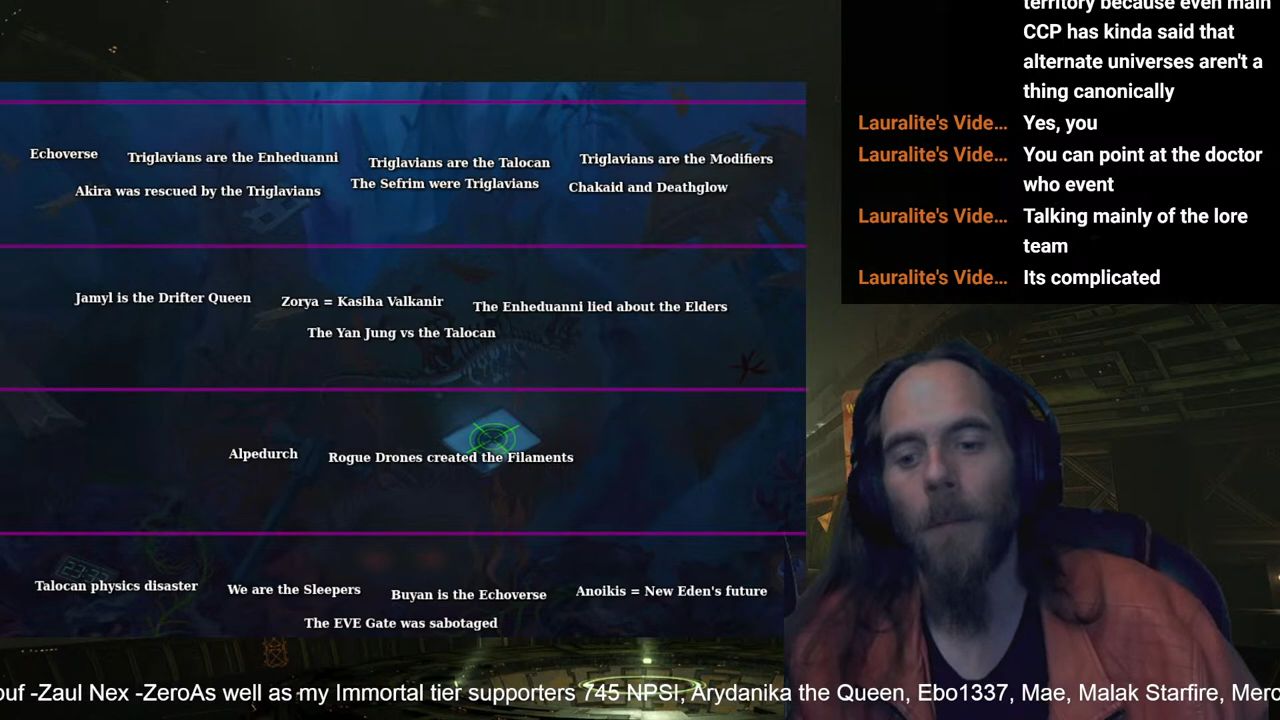 Echoverse
Triglavians are the Enheduanni
Triglavians are the Talocan
Triglavians are the Modifiers
Akira was rescued by the Triglavians
The Sefrim were Triglavians
Chakaid and Deathglow
Jamyl is the Drifter Queen
Zorya = Kasiha Valkanir
The Enheduanni lied about the Elders
The Yan Jung vs the Talocan
Alpedurch
Rogue Drones created the Filaments
Talocan physics disaster
We are the Sleepers
Buyan is the Echoverse
Anoikis = New Eden's future
The EVE Gate was sabotaged
territory because even main
CCP has kinda said that
alternate universes aren't a
thing canonically
Lauralite's Vide... Yes, you
Lauralite's Vide... You can point at the doctor
who event
Lauralite's Vide... Talking mainly of the lore
team
Lauralite's Vide... Its complicated
ouf -Zaul Nex -ZeroAs well as my Immortal tier supporters 745 NPSI, Arydanika the Queen, Ebo1337, Mae, Malak Starfire, Merc